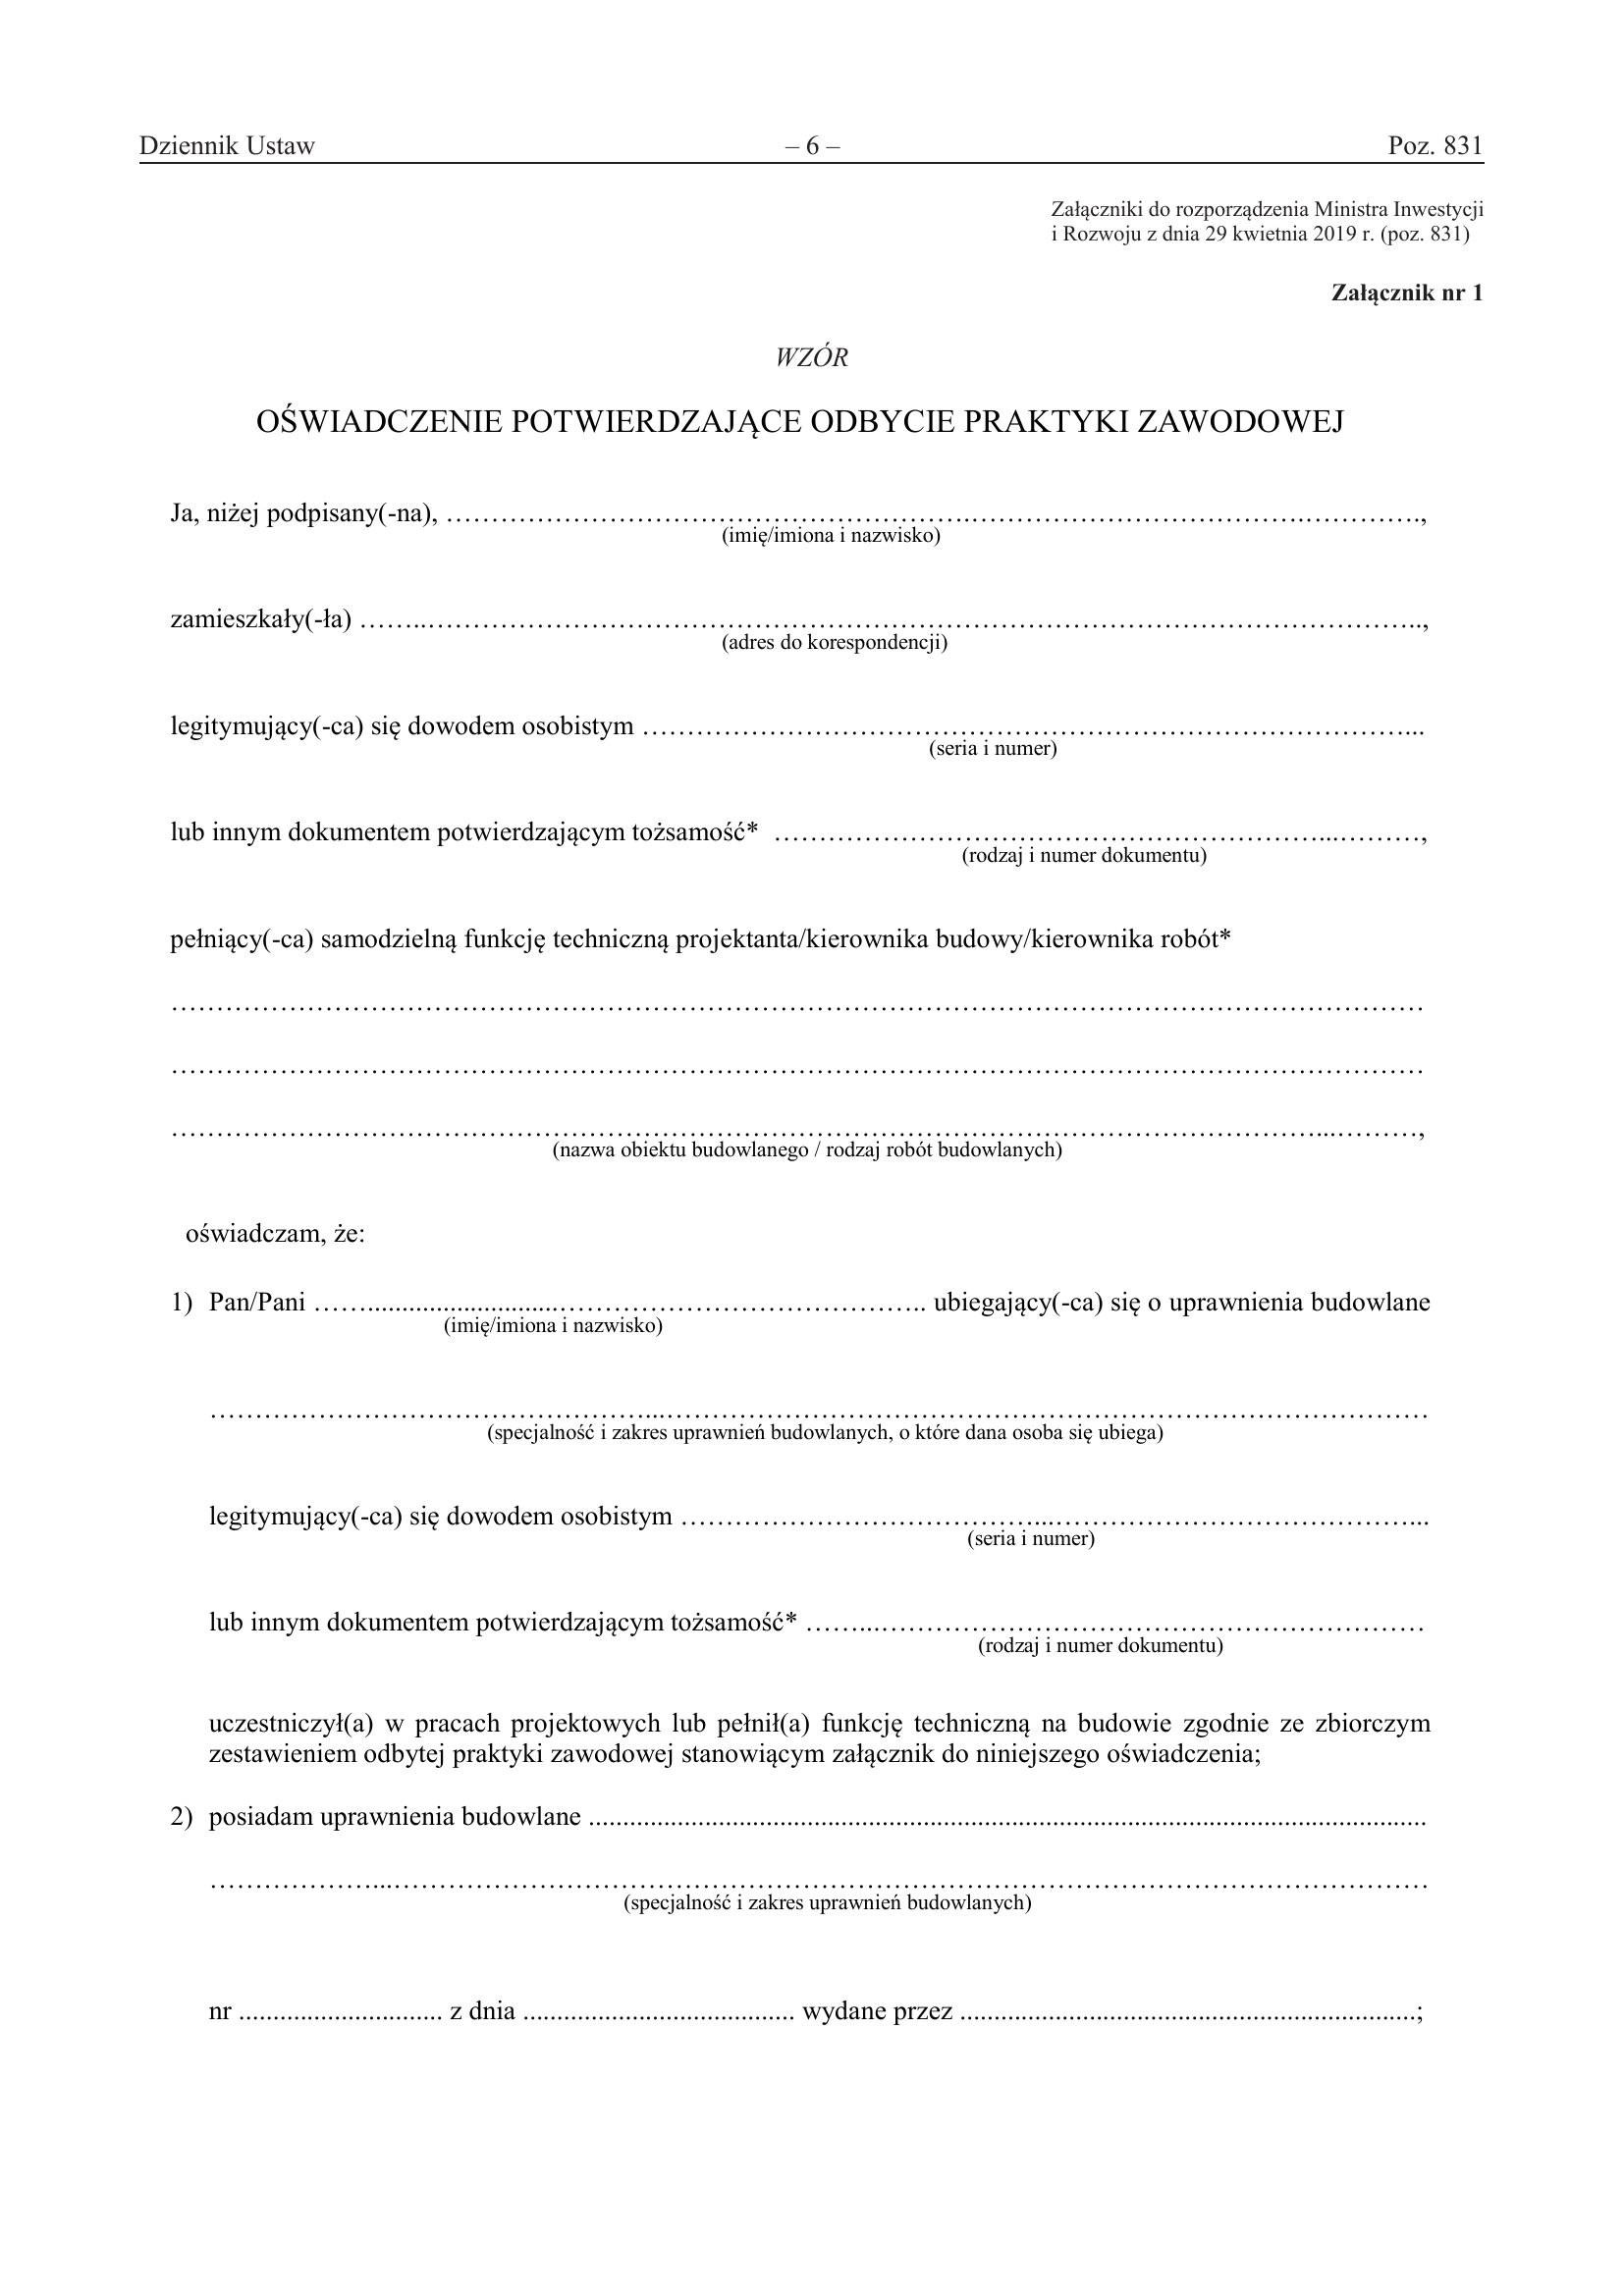 Dziennik Ustaw – 6 – Poz. 831
Załączniki do rozporządzenia Ministra Inwestycji
i Rozwoju z dnia 29 kwietnia 2019 r. (poz. 831)
Załącznik nr 1
WZÓR
OŚWIADCZENIE POTWIERDZAJĄCE ODBYCIE PRAKTYKI ZAWODOWEJ
Ja, niżej podpisany(-na), ……………………………………………………………………………………,
(imię/imiona i nazwisko)
zamieszkały(-ła) ……………………………………………………………………………………………,
(adres do korespondencji)
legitymujący(-ca) się dowodem osobistym ……………………………………………………………………
(seria i numer)
lub innym dokumentem potwierdzającym tożsamość* ………………………………………………………,
(rodzaj i numer dokumentu)
pełniący(-ca) samodzielną funkcję techniczną projektanta/kierownika budowy/kierownika robót*
………………………………………………………………………………………………………………
………………………………………………………………………………………………………………
………………………………………………………………………………………………………………,
(nazwa obiektu budowlanego / rodzaj robót budowlanych)
oświadczam, że:
1) Pan/Pani ……............................………………………………….. ubiegający(-ca) się o uprawnienia budowlane
(imię/imiona i nazwisko)
……………………………………………………………………………………………………………
(specjalność i zakres uprawnień budowlanych, o które dana osoba się ubiega)
legitymujący(-ca) się dowodem osobistym …………………………………………………………………
(seria i numer)
lub innym dokumentem potwierdzającym tożsamość* ……………………………………………………
(rodzaj i numer dokumentu)
uczestniczył(a) w pracach projektowych lub pełnił(a) funkcję techniczną na budowie zgodnie ze zbiorczym
zestawieniem odbytej praktyki zawodowej stanowiącym załącznik do niniejszego oświadczenia;
2) posiadam uprawnienia budowlane ...........................................................................................................................
……………………………………………………………………………………………………………
(specjalność i zakres uprawnień budowlanych)
nr .............................. z dnia ........................................ wydane przez ...................................................................;